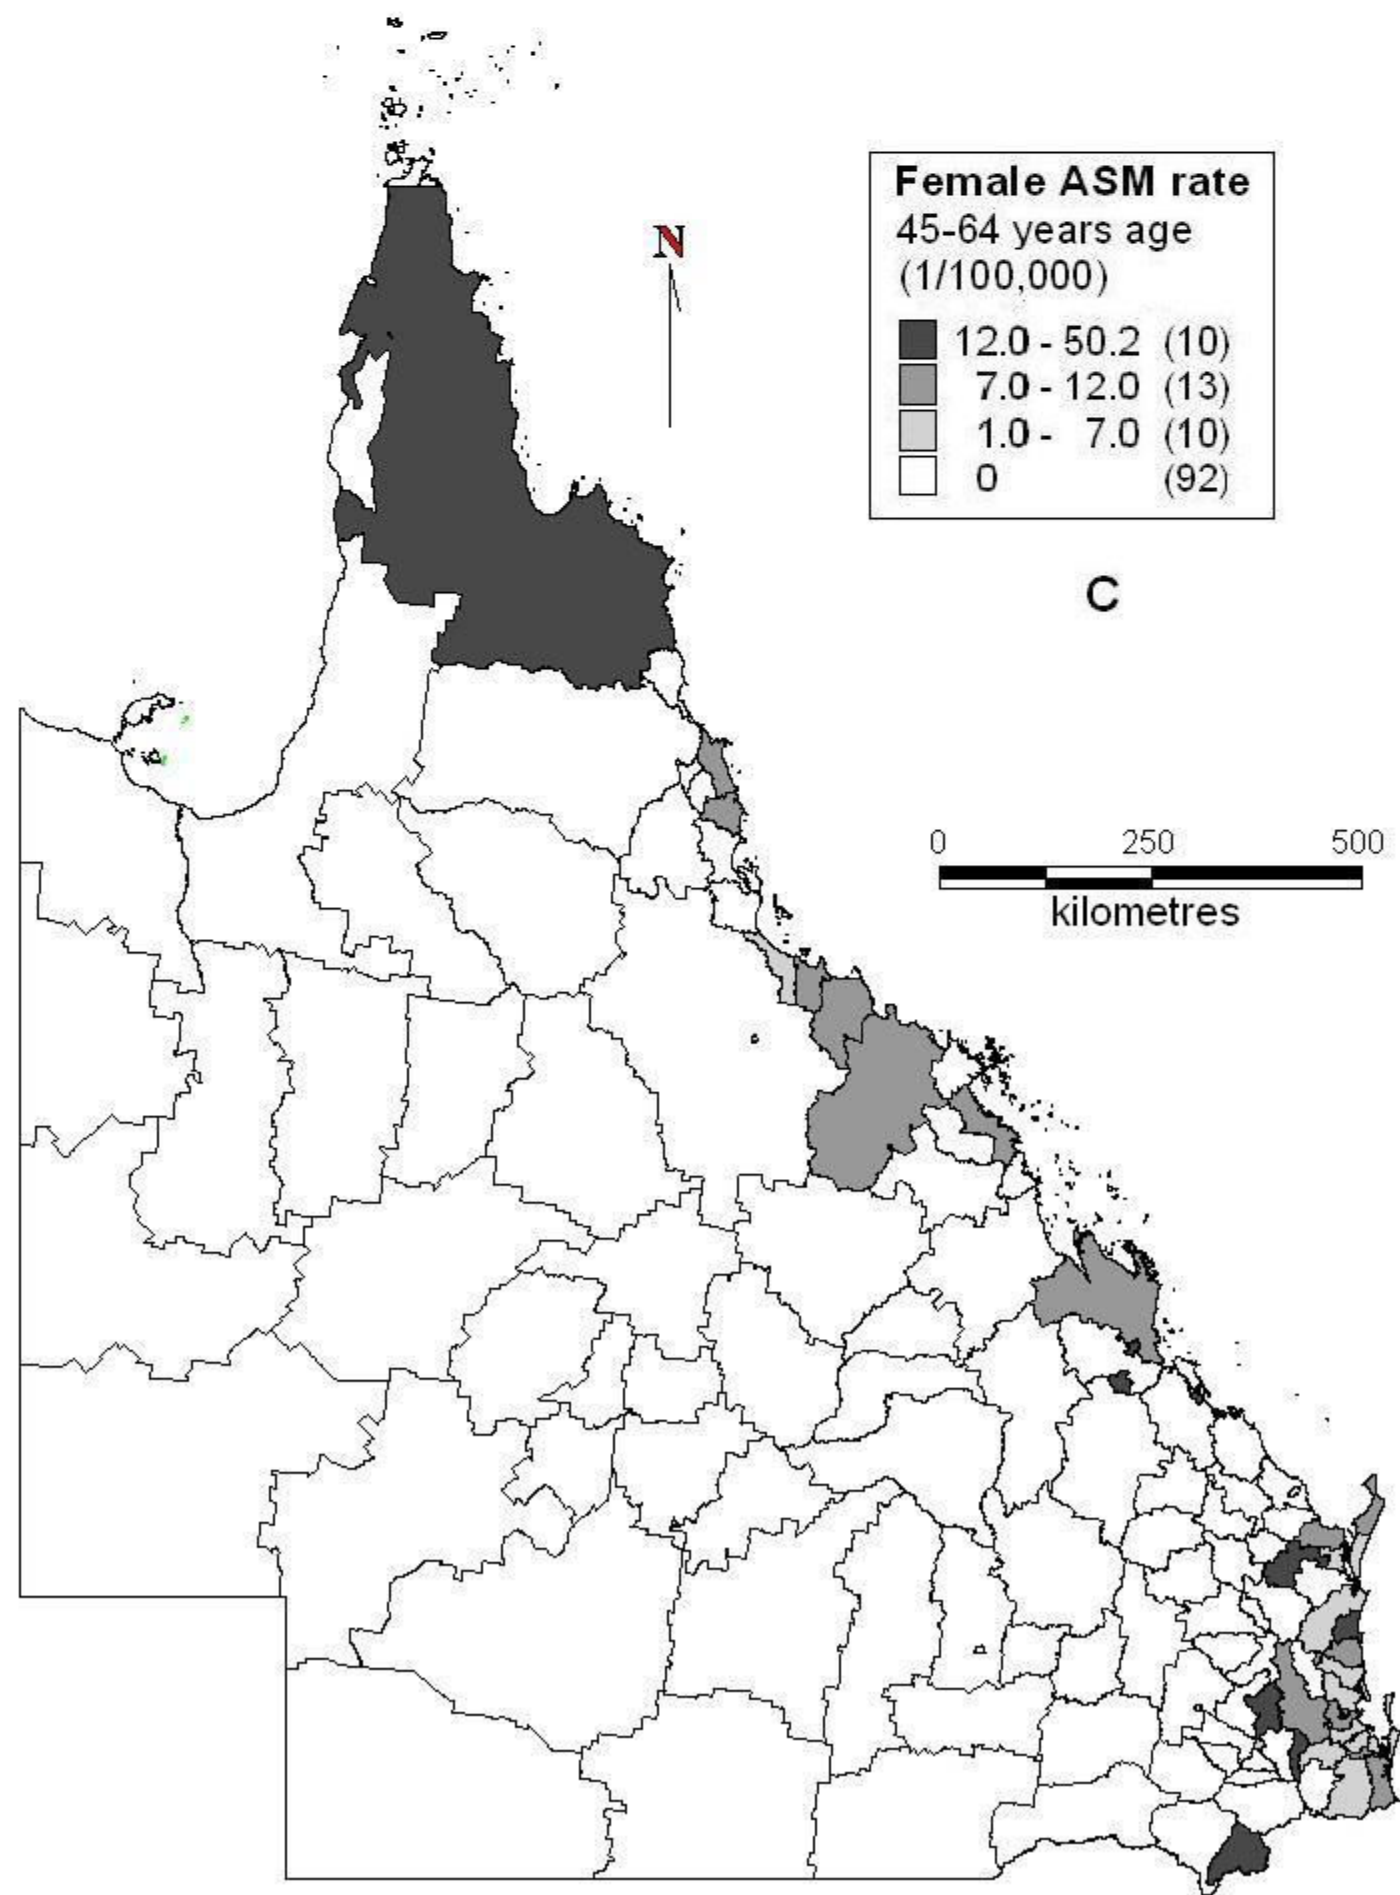 N
Female ASM rate
45-64 years age
(1/100,000)
12.0 - 50.2 (10)
7.0 - 12.0 (13)
1.0 - 7.0 (10)
0 (92)
C
0 250 500
kilometres